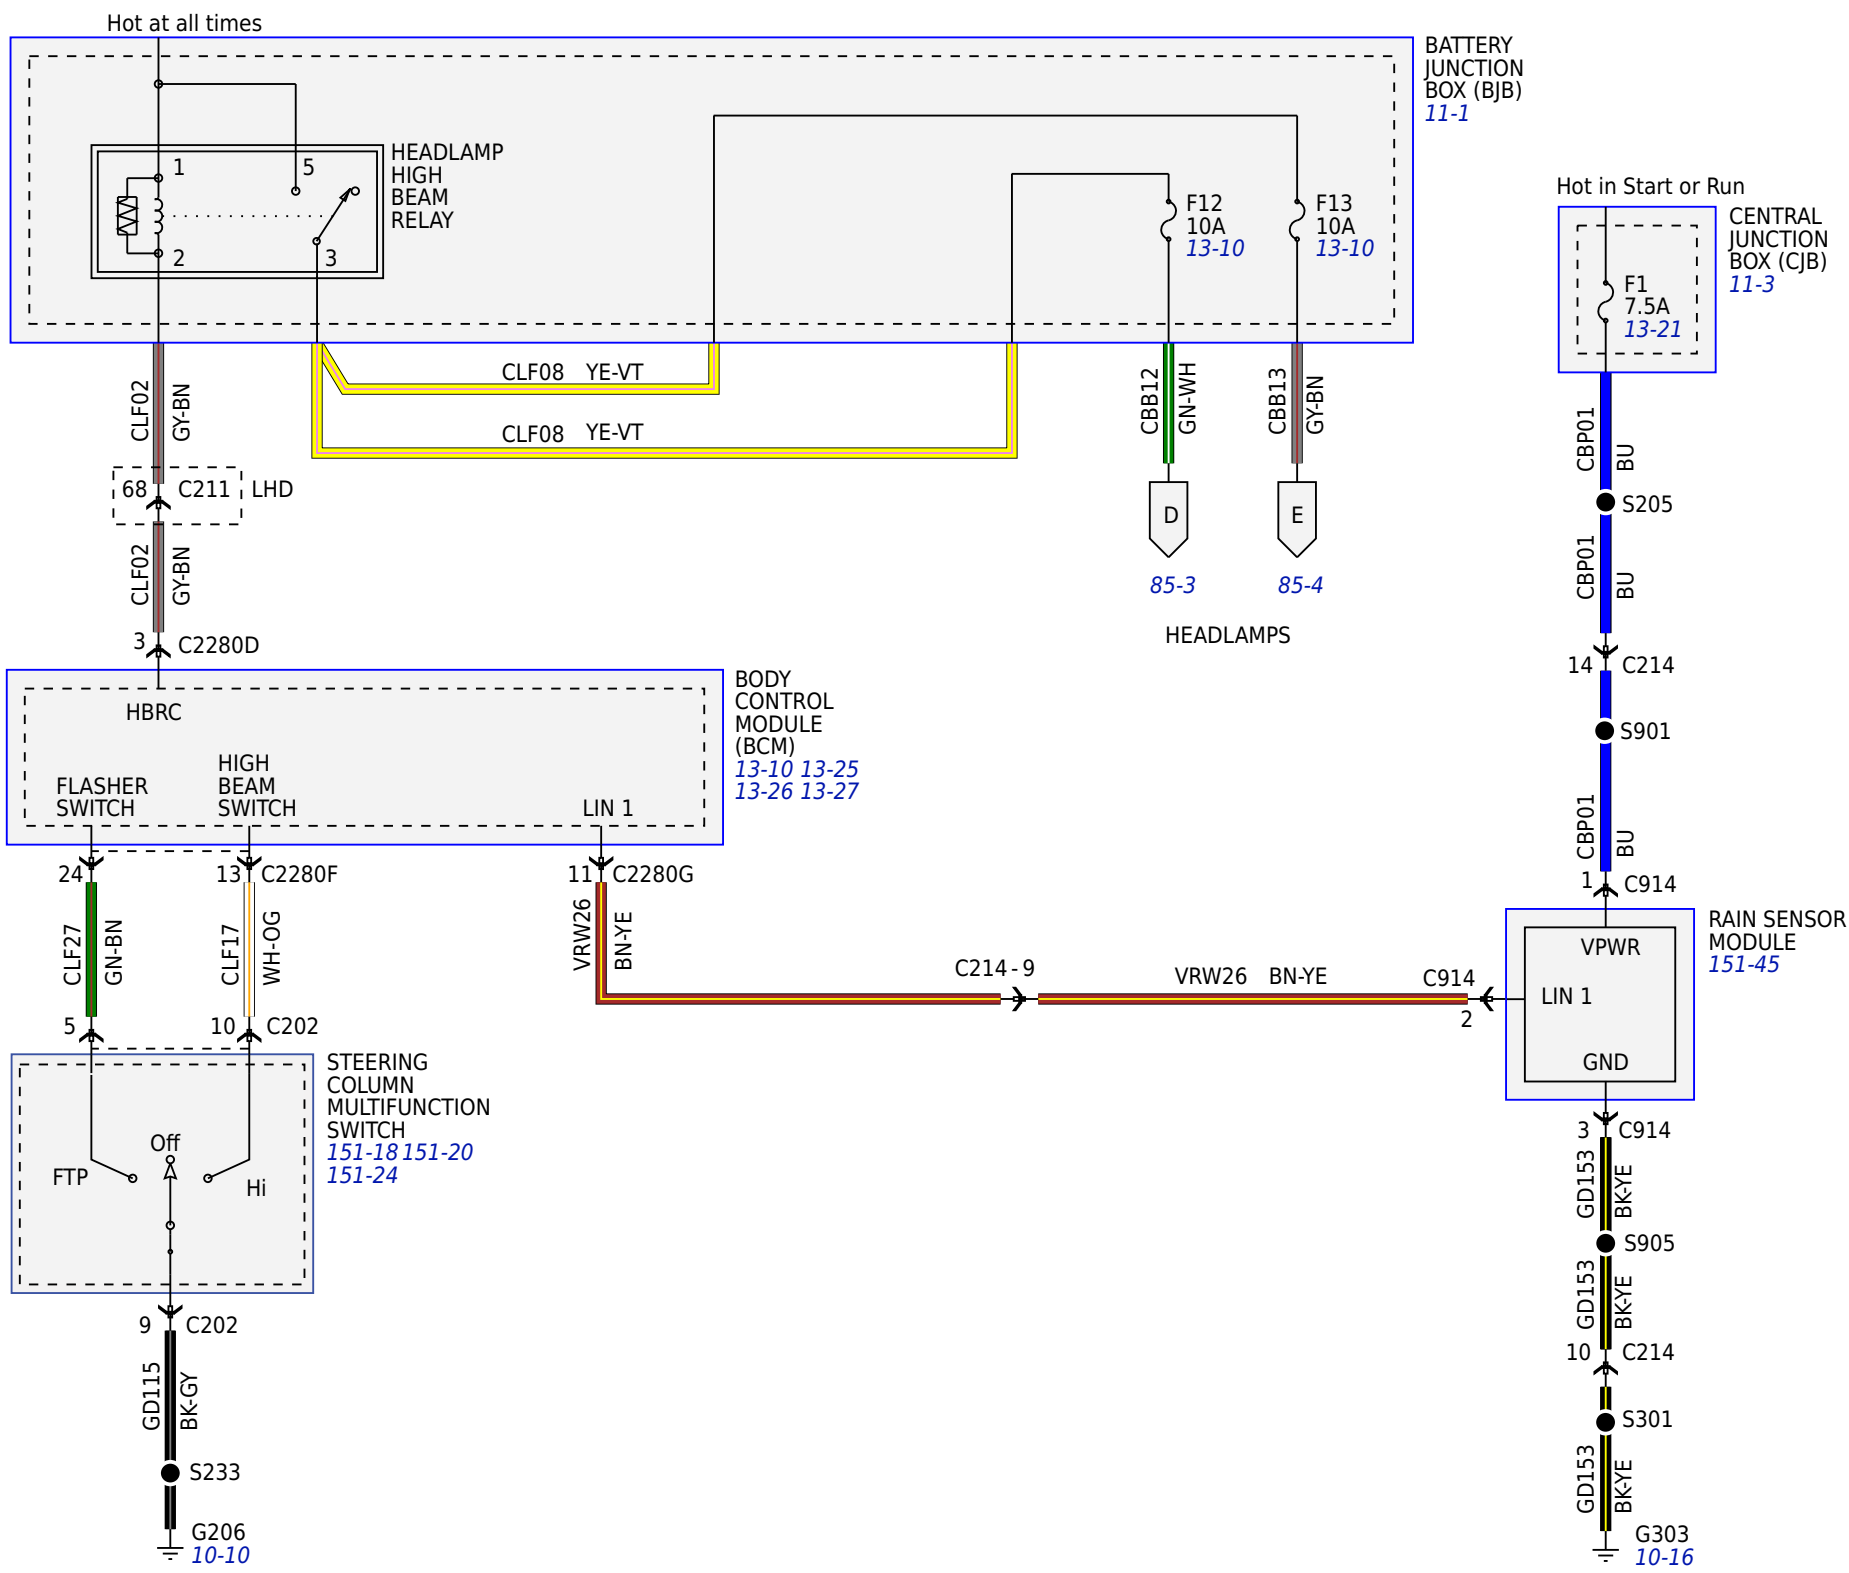 Hot at all times
BATTERY
JUNCTION
BOX (BJB)
11-1
HEADLAMP
HIGH
BEAM
RELAY
1
5
2
3
F12
10A
13-10
F13
10A
13-10
Hot in Start or Run
CENTRAL
JUNCTION
BOX (CJB)
11-3
F1
7.5A
13-21
CLF02
GY-BN
CLF08 YE-VT
CLF08 YE-VT
CBB12
GN-WH
CBB13
GY-BN
CBP01
BU
68 C211 LHD
D
E
S205
CLF02
GY-BN
85-3
85-4
HEADLAMPS
CBP01
BU
3 C2280D
14 C214
HBRC
BODY
CONTROL
MODULE
(BCM)
13-10 13-25
13-26 13-27
S901
FLASHER
SWITCH
HIGH
BEAM
SWITCH
LIN 1
CBP01
BU
24
13 C2280F
11 C2280G
1 C914
CLF27
GN-BN
CLF17
WH-OG
VRW26
BN-YE
C214 - 9
VRW26 BN-YE
C914
2
RAIN SENSOR
MODULE
151-45
VPWR
LIN 1
GND
5
10 C202
STEERING
COLUMN
MULTIFUNCTION
SWITCH
151-18 151-20
151-24
Off
FTP
Hi
3 C914
GD153
BK-YE
S905
GD153
BK-YE
9 C202
10 C214
GD115
BK-GY
S301
S233
GD153
BK-YE
G206
10-10
G303
10-16